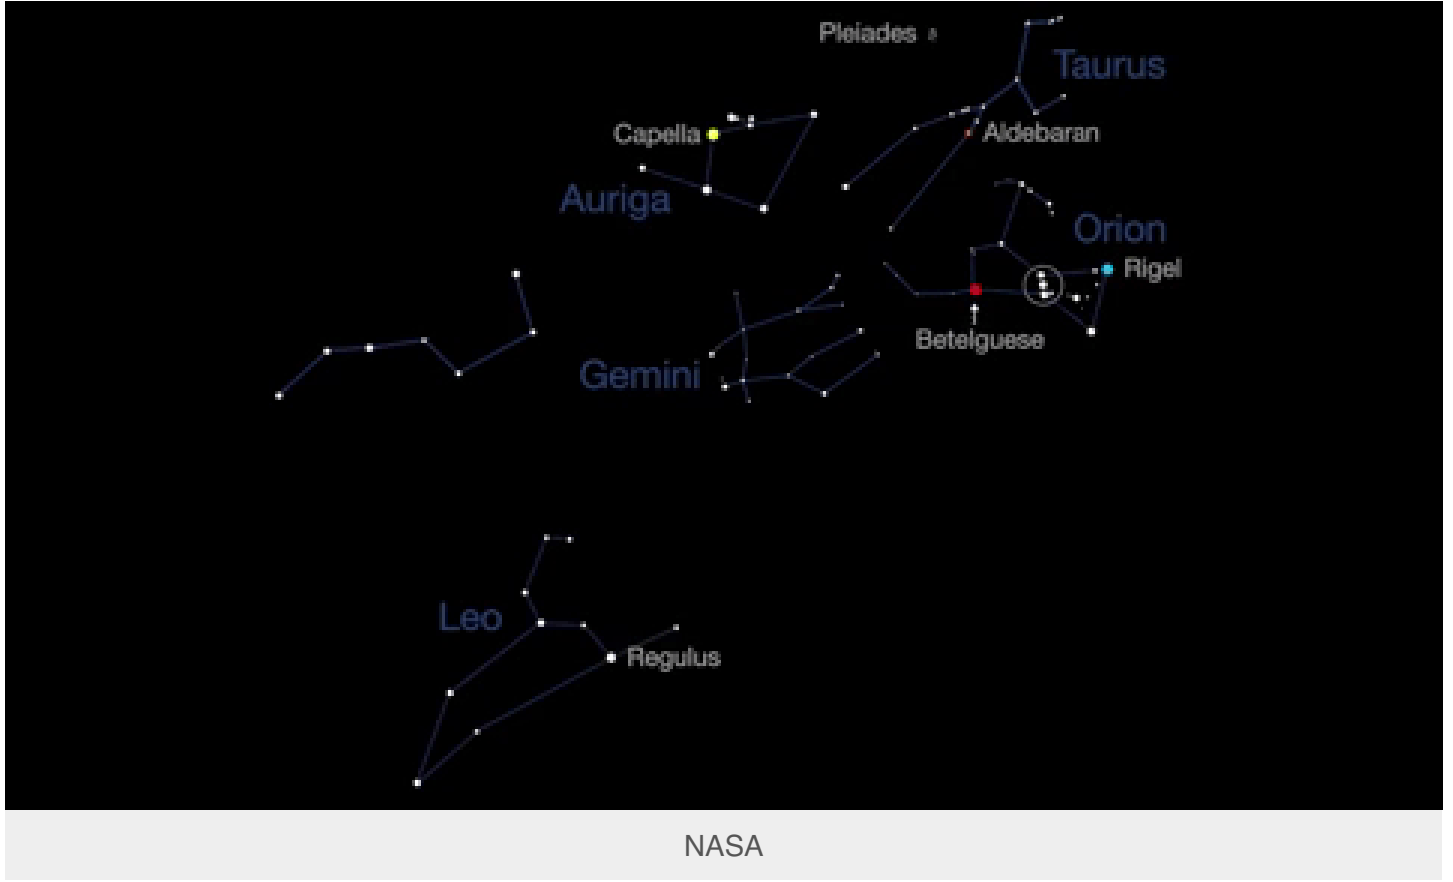 Pleiades
Taurus
Capella
Aldebaran
Auriga
Orion
Rigel
Betelguese
Gemini
Leo
Regulus
NASA